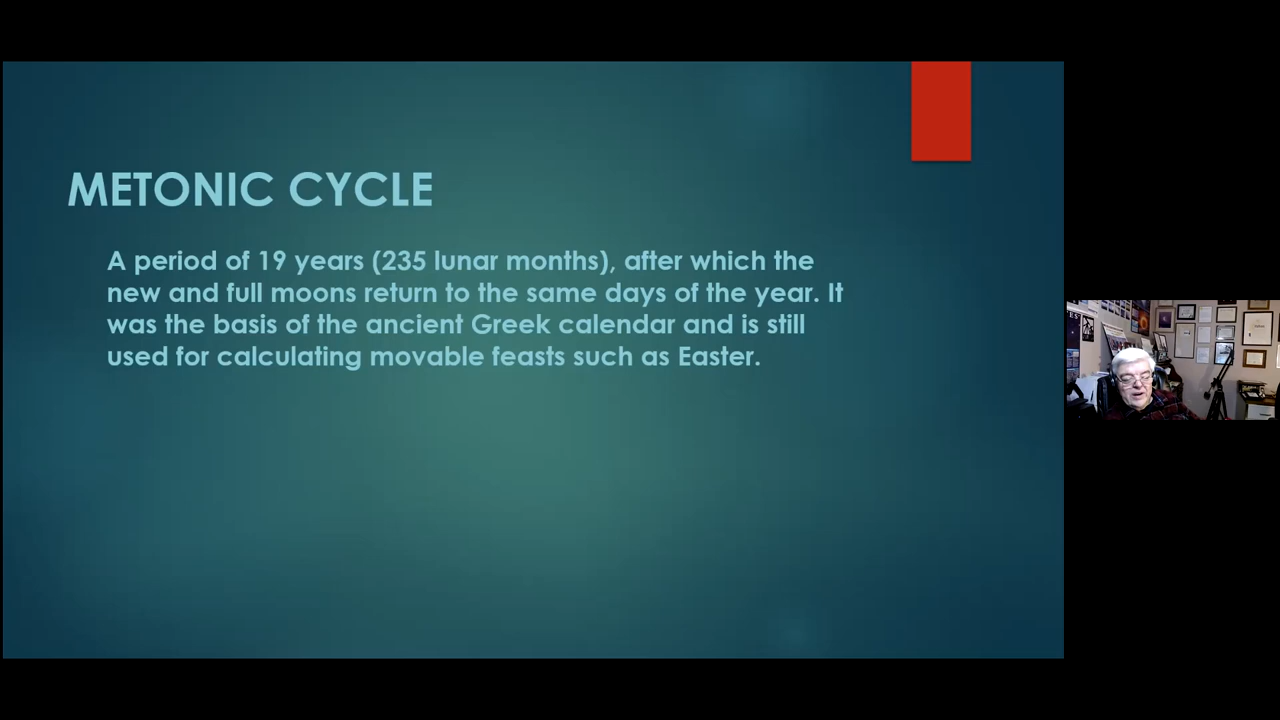 METONIC CYCLE
A period of 19 years (235 lunar months), after which the
new and full moons return to the same days of the year. It
was the basis of the ancient Greek calendar and is still
used for calculating movable feasts such as Easter.